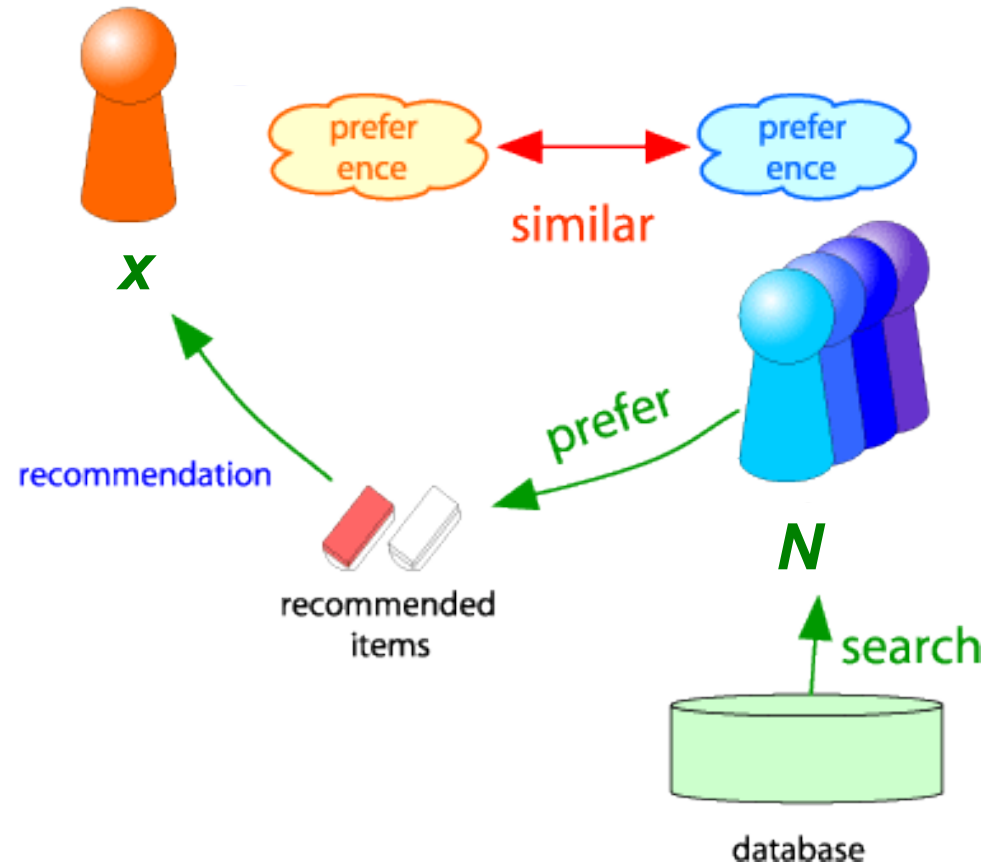 prefer
ence
prefer
ence
similar
x
prefer
recommendation
N
recommended
items
search
database